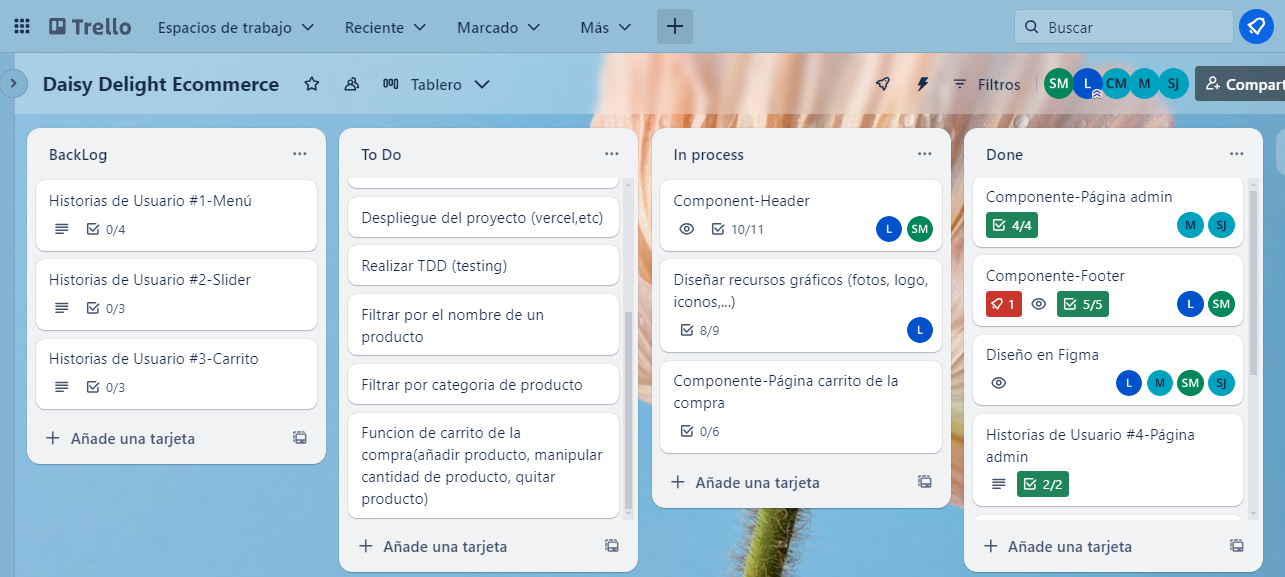 Trello
Espacios de trabajo
Reciente
Marcado
Más
Buscar
Daisy Delight Ecommerce
Tablero
Filtros
SM
L
CM
M
SJ
Compart
BackLog
Historias de Usuario #1-Menú
0/4
Historias de Usuario #2-Slider
0/3
Historias de Usuario #3-Carrito
0/3
Añade una tarjeta
To Do
Despliegue del proyecto (vercel,etc)
Realizar TDD (testing)
Filtrar por el nombre de un
producto
Filtrar por categoria de producto
Funcion de carrito de la
compra(añadir producto, manipular
cantidad de producto, quitar
producto)
Añade una tarjeta
In process
Component-Header
10/11
L
SM
Diseñar recursos gráficos (fotos, logo,
iconos,...)
8/9
L
Componente-Página carrito de la
compra
0/6
Añade una tarjeta
Done
Componente-Página admin
4/4
M
SJ
Componente-Footer
1
5/5
L
SM
Diseño en Figma
L
M
SM
SJ
Historias de Usuario #4-Página
admin
2/2
Añade una tarjeta